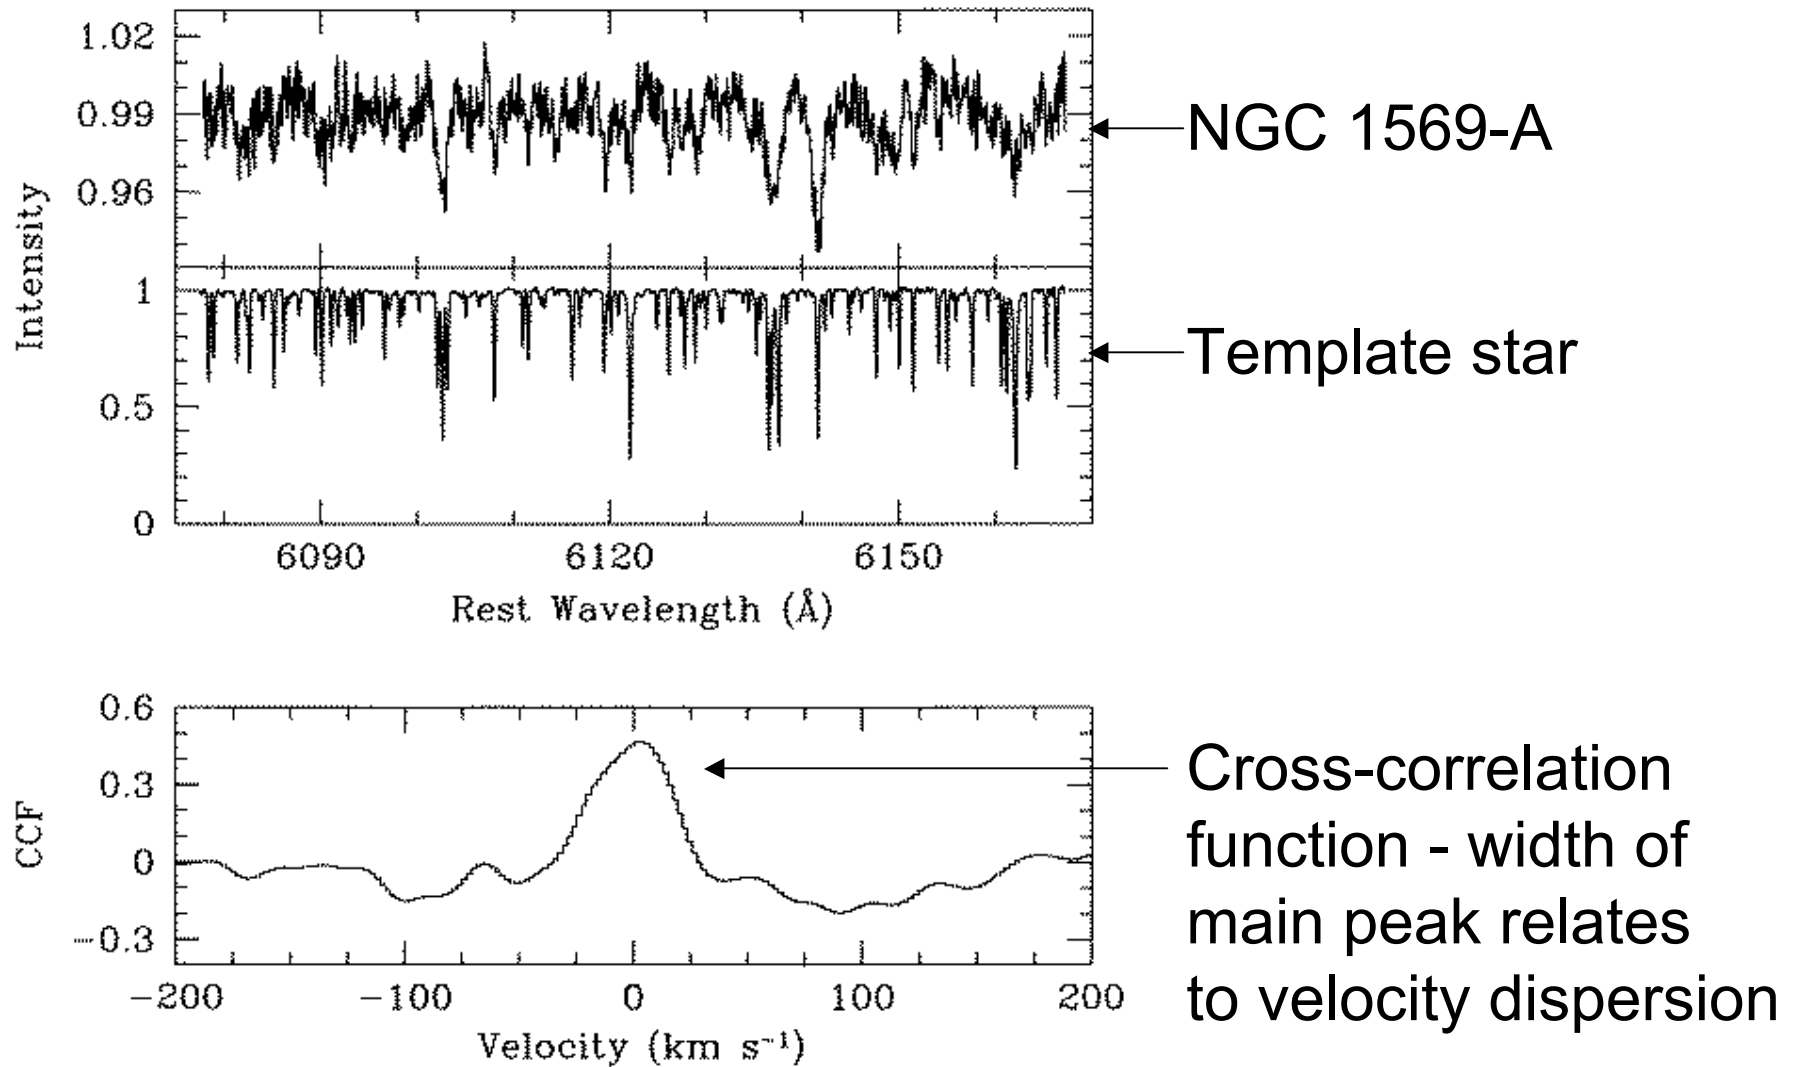 1.02
0.99
0.96
Intensity
1
0.5
0
6090 6120 6150
Rest Wavelength (Å)
NGC 1569-A
Template star
0.6
0.3
0
-0.3
CCF
-200 -100 0 100 200
Velocity (km s⁻¹)
Cross-correlation
function - width of
main peak relates
to velocity dispersion